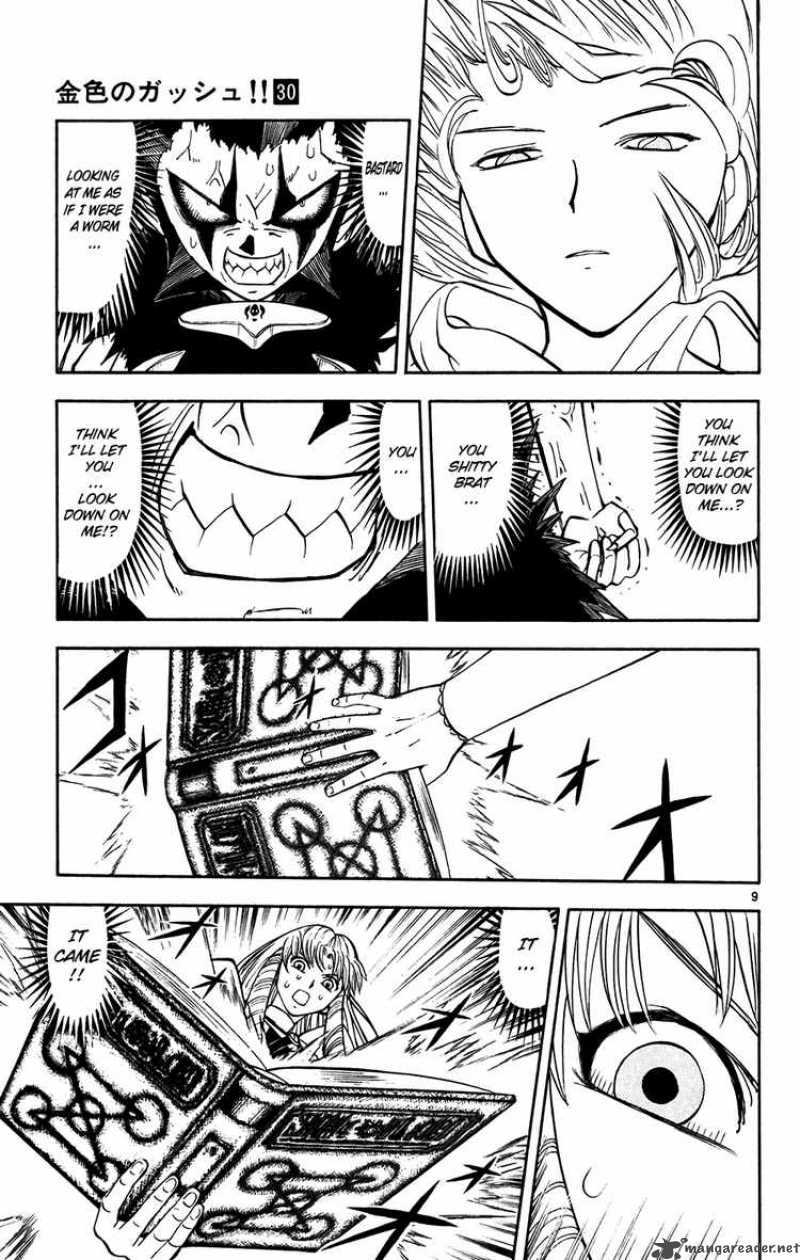 金色のガッシュ!! 30
BASTARD
...
LOOKING
AT ME AS
IF I WERE
A WORM
...
YOU
THINK
I'LL LET
YOU LOOK
DOWN ON
ME...?
YOU
SHITTY
BRAT
YOU
...
THINK
I'LL LET
YOU
...
LOOK
DOWN ON
ME!?
9
IT
...
IT
CAME
!!
© mangareader.net